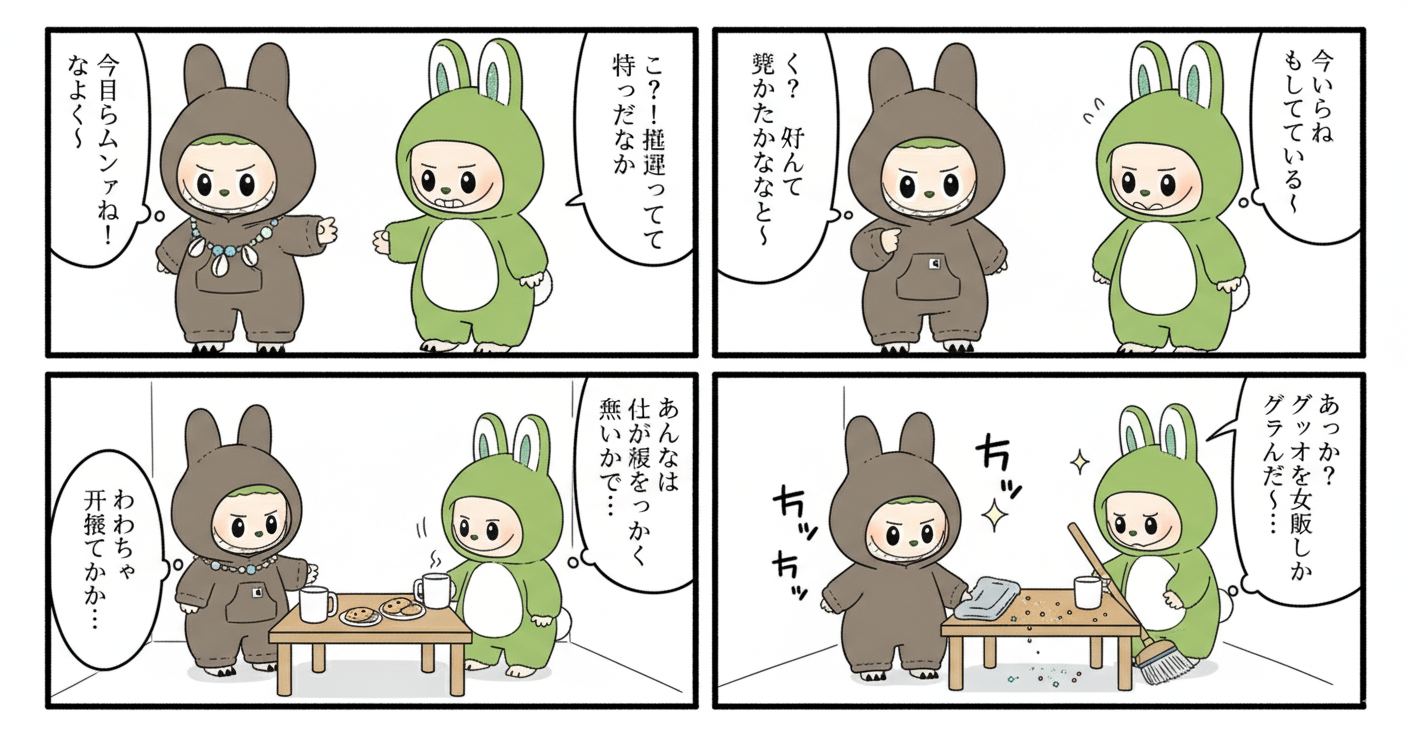 今いらね
もしてている〜
く？ 好んて
かたかななと〜
こ？！ってて
特っだなか
今目らムンァね！
なよく〜
あっか？
グッオを女販しか
グラんだ〜…
ちッ
ちッ
ちッ
あんなは
仕がをっかく
無いかで…
わわちゃ
开てかか…